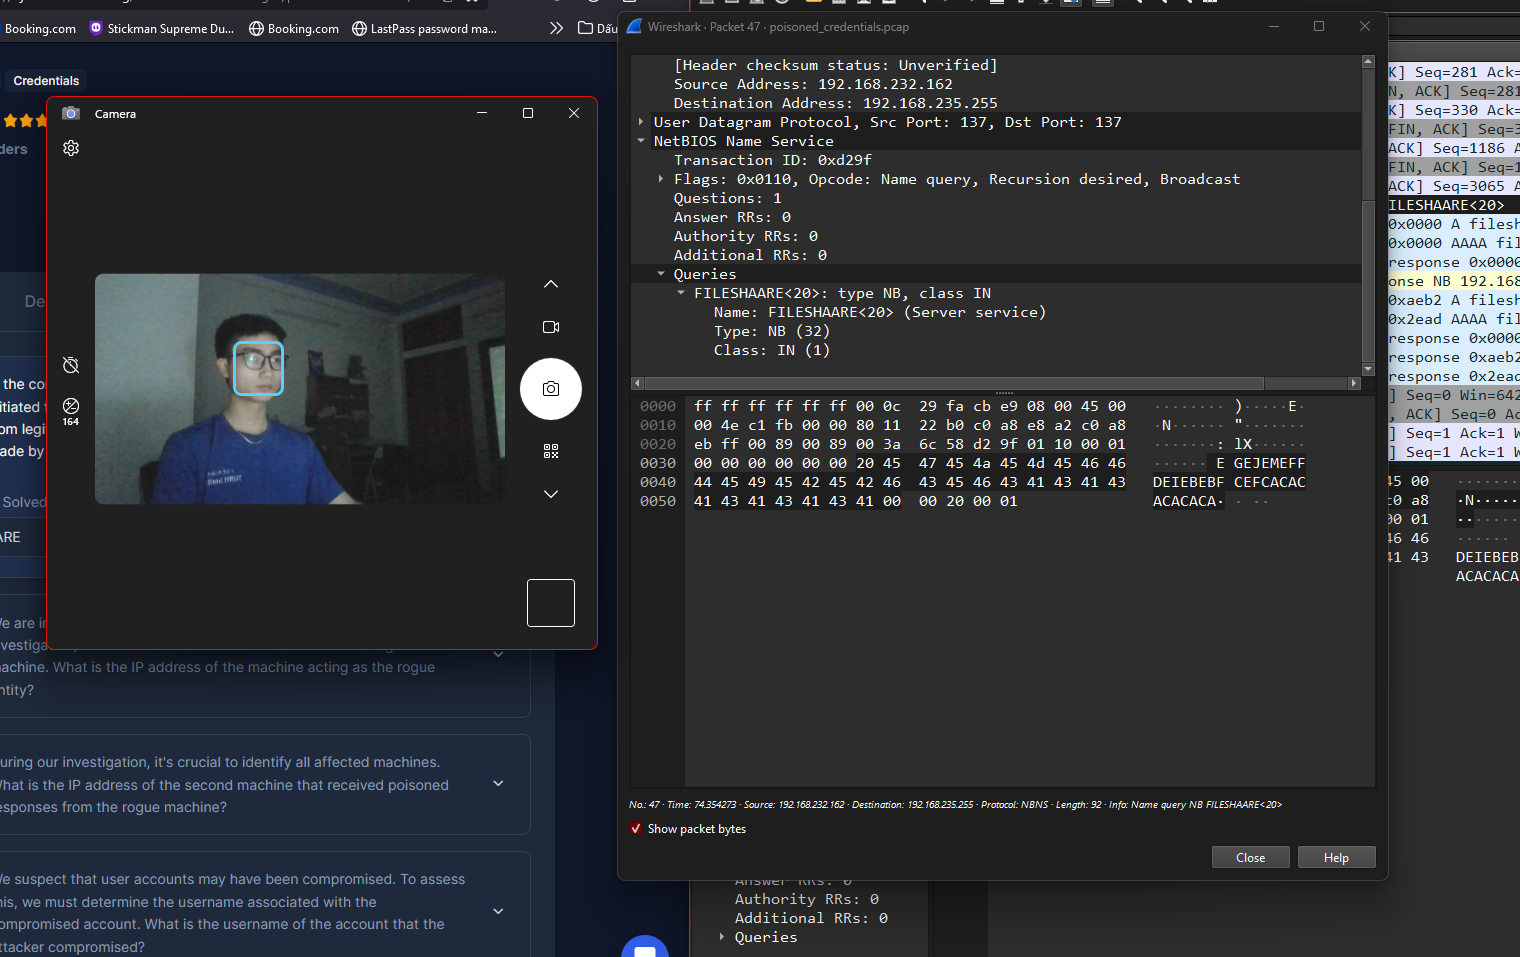 Booking.com
Stickman Supreme Du...
Booking.com
LastPass password ma...
Credentials
ders
De
the co
itiated t
om legit
ade by
Solved
ARE
Camera
164
Ve are in
nvestiga
achine. What is the IP address of the machine acting as the rogue
ntity?
uring our investigation, it's crucial to identify all affected machines.
What is the IP address of the second machine that received poisoned
esponses from the rogue machine?
Ve suspect that user accounts may have been compromised. To assess
his, we must determine the username associated with the
ompromised account. What is the username of the account that the
ttacker compromised?
Wireshark · Packet 47 · poisoned_credentials.pcap
[Header checksum status: Unverified]
Source Address: 192.168.232.162
Destination Address: 192.168.235.255
User Datagram Protocol, Src Port: 137, Dst Port: 137
NetBIOS Name Service
Transaction ID: 0xd29f
Flags: 0x0110, Opcode: Name query, Recursion desired, Broadcast
Questions: 1
Answer RRs: 0
Authority RRs: 0
Additional RRs: 0
Queries
FILESHAARE<20>: type NB, class IN
Name: FILESHAARE<20> (Server service)
Type: NB (32)
Class: IN (1)
0000 ff ff ff ff ff ff 00 0c 29 fa cb e9 08 00 45 00 ········ )·····E·
0010 00 4e c1 fb 00 00 80 11 22 b0 c0 a8 e8 a2 c0 a8 ·N······ "·······
0020 eb ff 00 89 00 89 00 3a 6c 58 d2 9f 01 10 00 01 ·······: lX······
0030 00 00 00 00 00 00 20 45 47 45 4a 45 4d 45 46 46 ······ E GEJEMEFF
0040 44 45 49 45 42 45 42 46 43 45 46 43 41 43 41 43 DEIEBEBF CEFCACAC
0050 41 43 41 43 41 43 41 00 00 20 00 01 ACACACA· · ··
No.: 47 · Time: 74.354273 · Source: 192.168.232.162 · Destination: 192.168.235.255 · Protocol: NBNS · Length: 92 · Info: Name query NB FILESHAARE<20>
Show packet bytes
Close
Help
Answer RRs: 0
Authority RRs: 0
Additional RRs: 0
Queries
K] Seq=281 Ack=
N, ACK] Seq=281
K] Seq=330 Ack=
FIN, ACK] Seq=3
ACK] Seq=1186 A
FIN, ACK] Seq=1
ACK] Seq=3065 A
ILESHAARE<20>
0x0000 A filesh
0x0000 AAAA fil
response 0x0000
onse NB 192.168
0xaeb2 A filesh
0x2ead AAAA fil
response 0x0000
response 0xaeb2
response 0x2ead
] Seq=0 Win=642
, ACK] Seq=0 Ac
] Seq=1 Ack=1 W
] Seq=1 Ack=1 W
45 00 ·······
c0 a8 ·N·····
00 01 ·······
46 46 ······
41 43 DEIEBEB
ACACACA